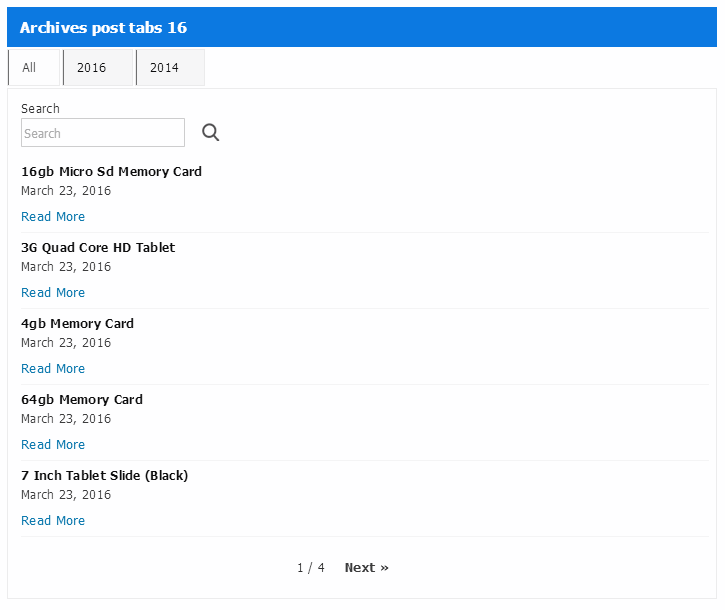 Archives post tabs 16
All 2016 2014
Search
Search
16gb Micro Sd Memory Card
March 23, 2016
Read More
3G Quad Core HD Tablet
March 23, 2016
Read More
4gb Memory Card
March 23, 2016
Read More
64gb Memory Card
March 23, 2016
Read More
7 Inch Tablet Slide (Black)
March 23, 2016
Read More
1 / 4 Next »